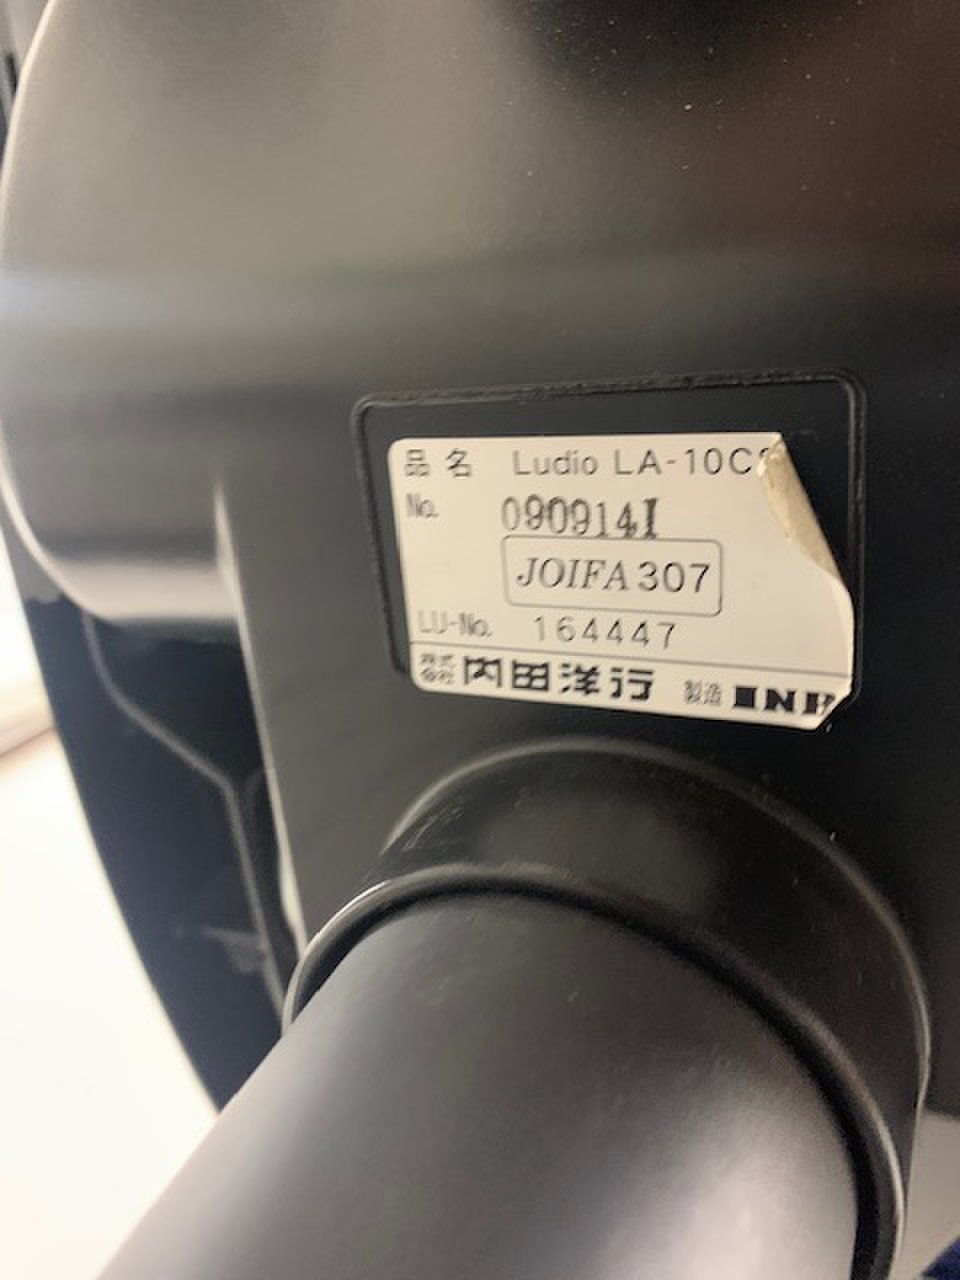 品名 Ludio LA-10C
No. 090914I
JOIFA 307
LU-No. 164447
株式会社 内田洋行 製造